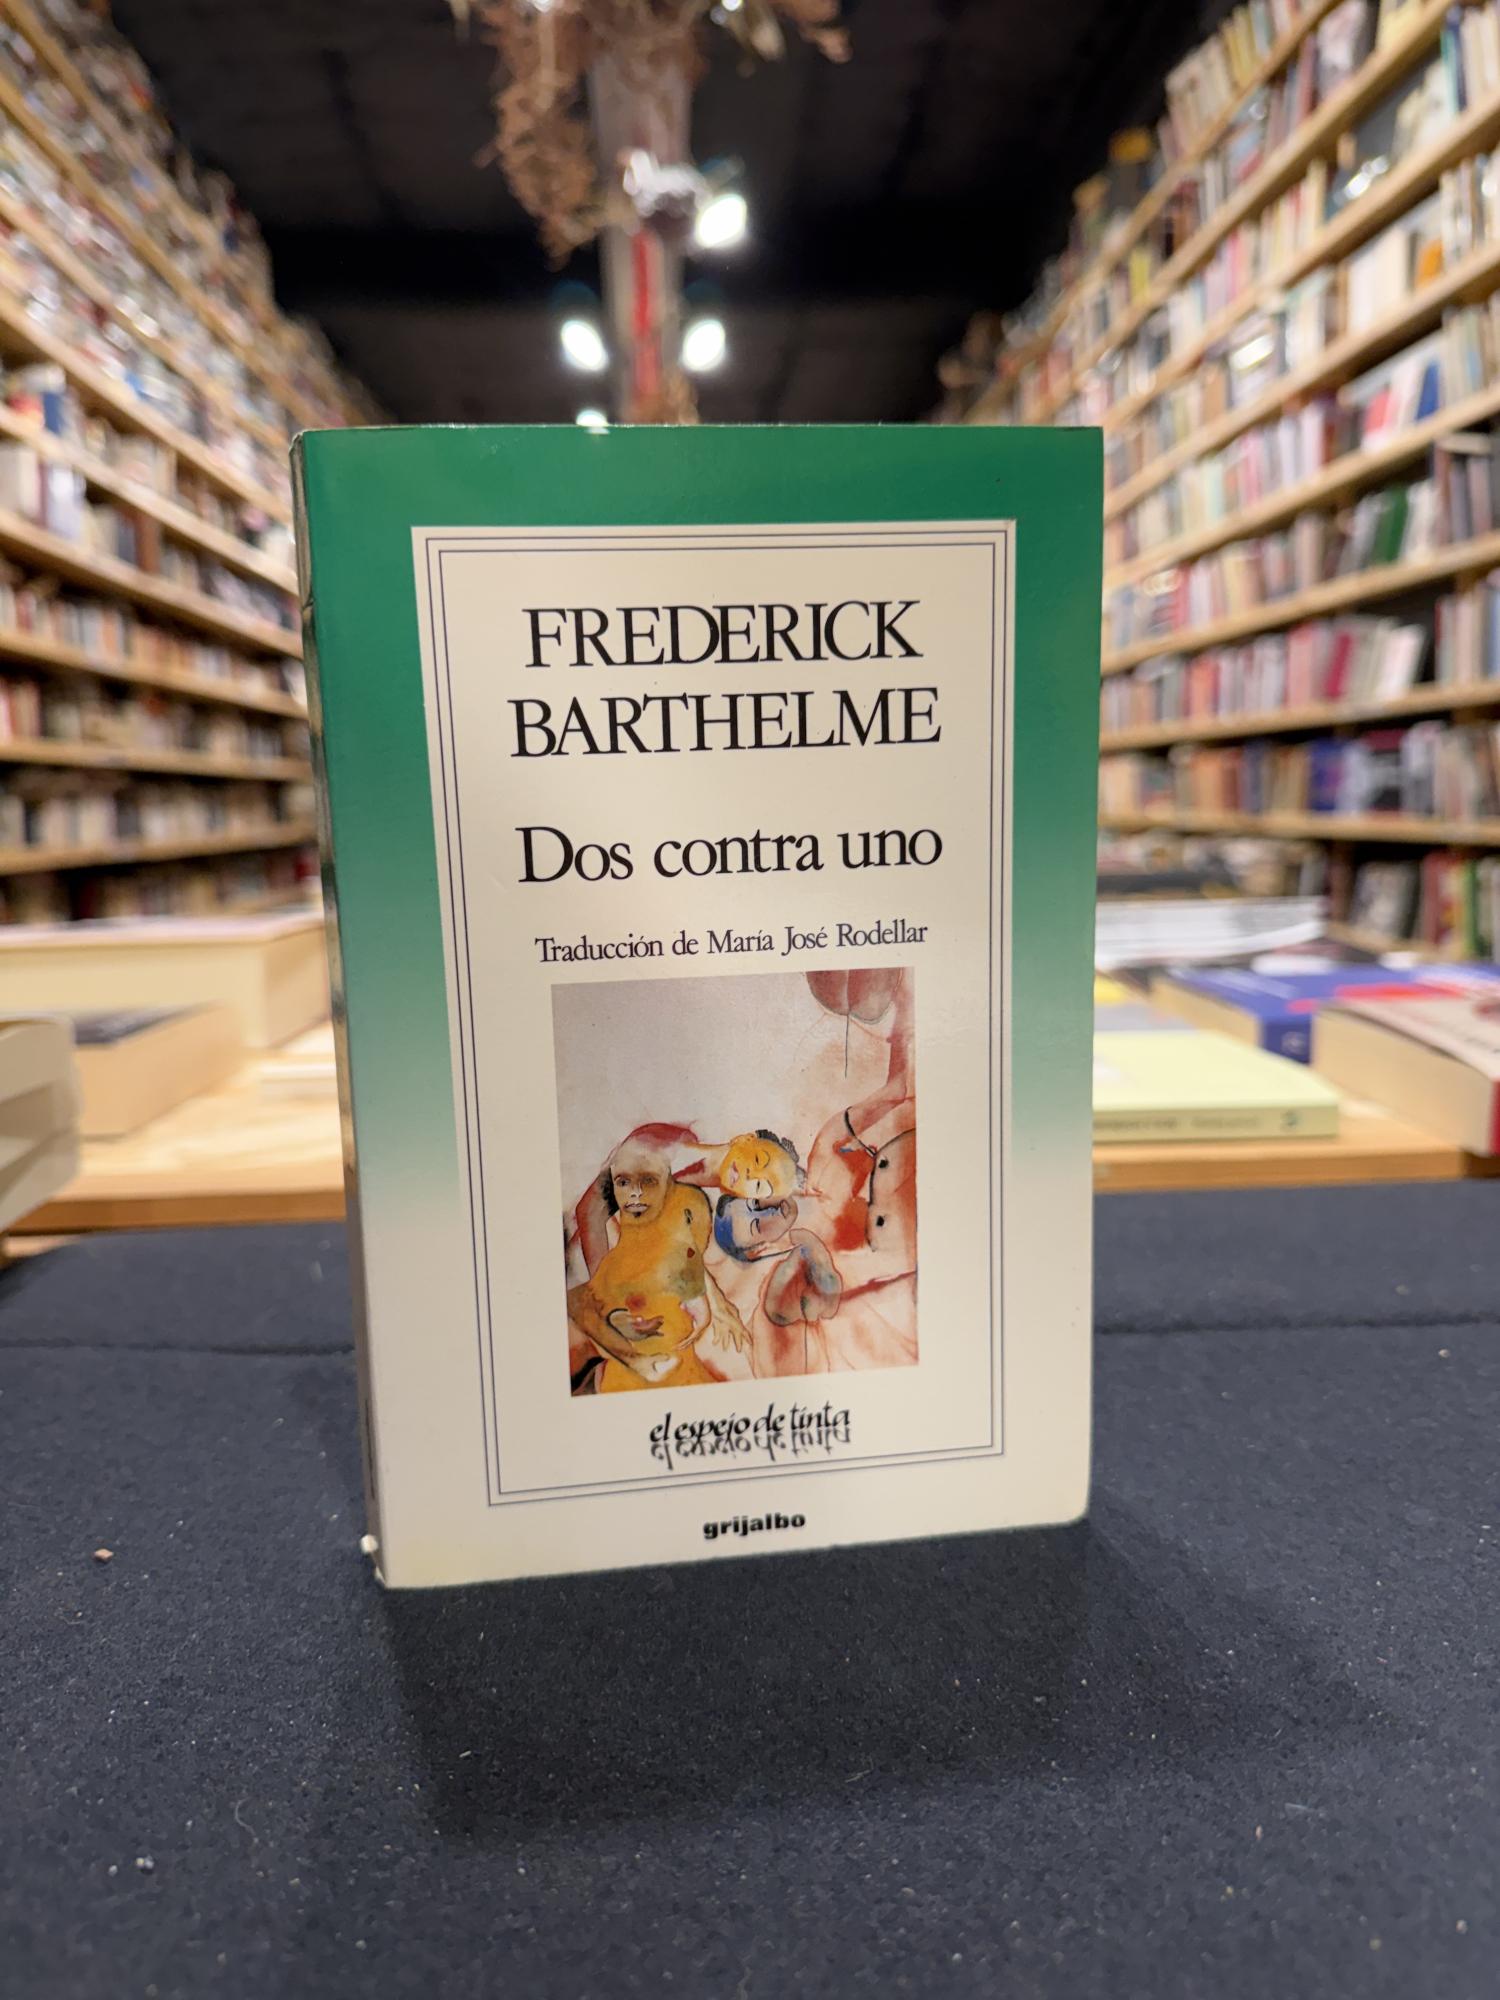 FREDERICK
BARTHELME
Dos contra uno
Traducción de María José Rodellar
el espejo de tinta
grijalbo